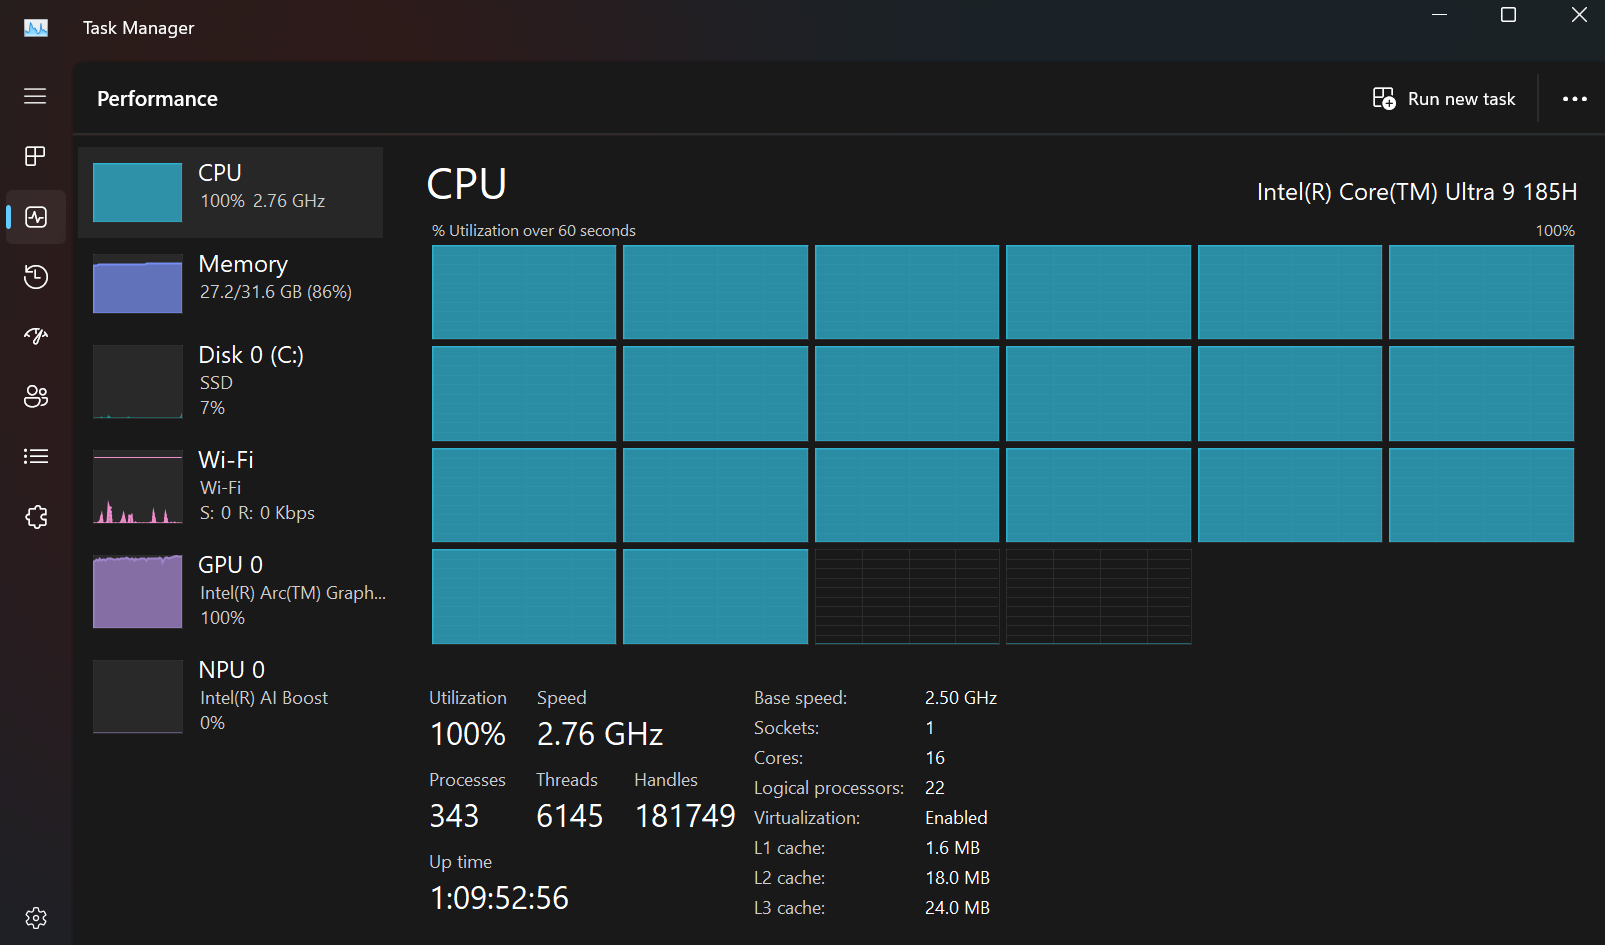 Task Manager
Performance
Run new task
CPU
100% 2.76 GHz
Memory
27.2/31.6 GB (86%)
Disk 0 (C:)
SSD
7%
Wi-Fi
Wi-Fi
S: 0 R: 0 Kbps
GPU 0
Intel(R) Arc(TM) Graph...
100%
NPU 0
Intel(R) AI Boost
0%
CPU
Intel(R) Core(TM) Ultra 9 185H
% Utilization over 60 seconds
100%
Utilization Speed
100% 2.76 GHz
Processes Threads Handles
343 6145 181749
Up time
1:09:52:56
Base speed: 2.50 GHz
Sockets: 1
Cores: 16
Logical processors: 22
Virtualization: Enabled
L1 cache: 1.6 MB
L2 cache: 18.0 MB
L3 cache: 24.0 MB